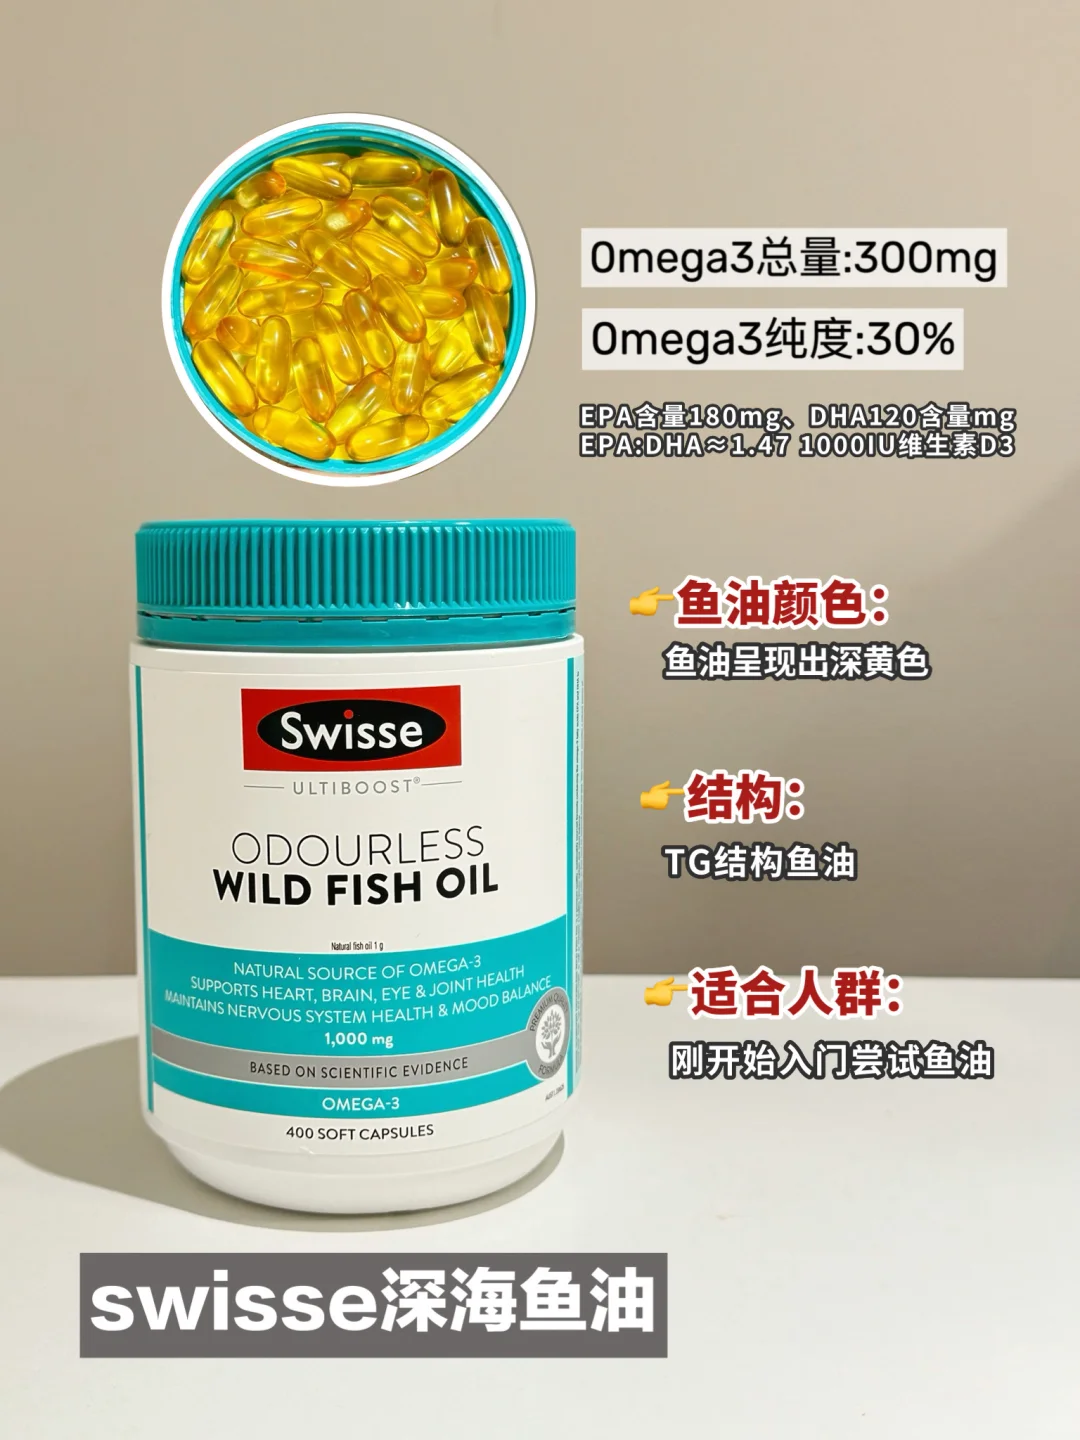 Omega3总量:300mg
Omega3纯度:30%
EPA含量180mg、DHA120含量mg
EPA:DHA≈1.47 1000IU维生素D3
👉鱼油颜色：
鱼油呈现出深黄色
👉结构：
TG结构鱼油
👉适合人群：
刚开始入门尝试鱼油
Swisse
ULTIBOOST®
ODOURLESS
WILD FISH OIL
Natural fish oil 1 g
NATURAL SOURCE OF OMEGA-3
SUPPORTS HEART, BRAIN, EYE & JOINT HEALTH
MAINTAINS NERVOUS SYSTEM HEALTH & MOOD BALANCE
1,000 mg
PREMIUM QUALITY
FORMULA
BASED ON SCIENTIFIC EVIDENCE
OMEGA-3
400 SOFT CAPSULES
swisse深海鱼油